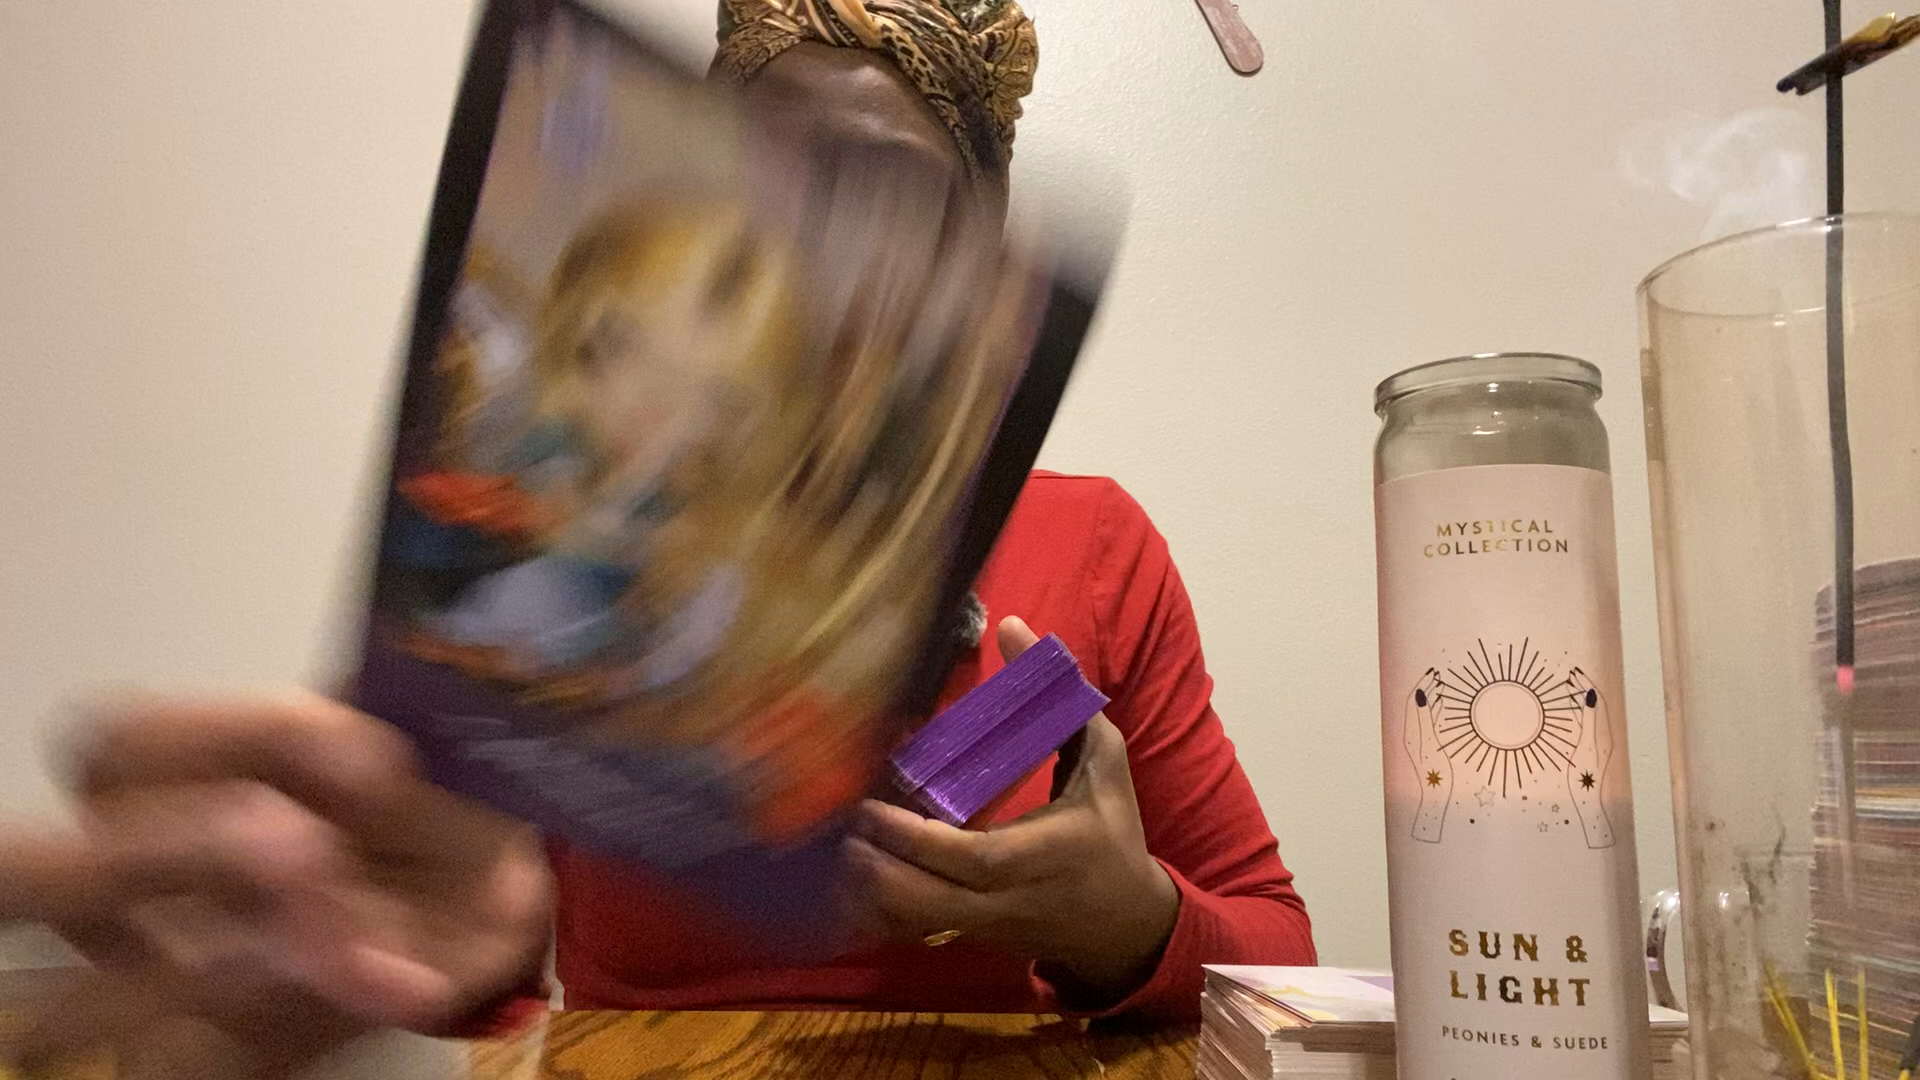 MYSTICAL
COLLECTION
SUN &
LIGHT
PEONIES & SUEDE